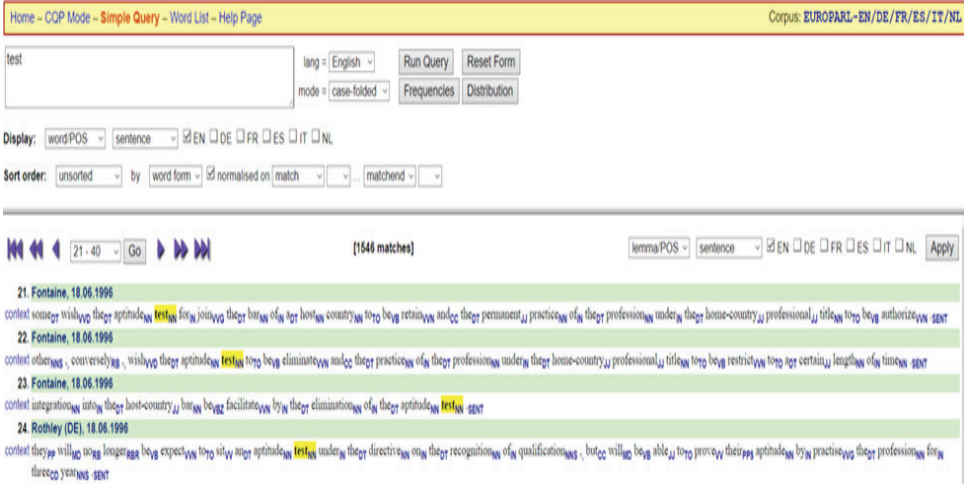 Home – CQP Mode – Simple Query – Word List – Help Page Corpus: EUROPARL-EN/DE/FR/ES/IT/NL
test lang = English Run Query Reset Form
mode = case-folded Frequencies Distribution
Display: word/POS sentence EN DE FR ES IT NL
Sort order: unsorted by word form normalised on match ... matchend
21 - 40 Go [1546 matches] lemma/POS sentence EN DE FR ES IT NL Apply
21. Fontaine, 18.06.1996
context someDT wishVVD theDT aptitudeNN testNN forIN joinVVG theDT barNN ofIN aDT hostNN countryNN toTO beVB retainVVN andCC theDT permanentJJ practiceNN ofIN theDT professionNN underIN theDT home-countryJJ professionalJJ titleNN toTO beVB authorizeVVN .SENT
22. Fontaine, 18.06.1996
context otherNNS ,, converselyRB ,, wishVVD theDT aptitudeNN testNN toTO beVB eliminateVVN andCC theDT practiceNN ofIN theDT professionNN underIN theDT home-countryJJ professionalJJ titleNN toTO beVB restrictVVN toTO aDT certainJJ lengthNN ofIN timeNN .SENT
23. Fontaine, 18.06.1996
context integrationNN intoIN theDT host-countryJJ barNN beVBZ facilitateVVN byIN theDT eliminationNN ofIN theDT aptitudeNN testNN .SENT
24. Rothley (DE), 18.06.1996
context theyPP willMD noRB longerRBR beVB expectVVN toTO sitVV anDT aptitudeNN testNN underIN theDT directiveNN onIN theDT recognitionNN ofIN qualificationNNS ,, butCC willMD beVB ableJJ toTO proveVV theirPPS aptitudeNN byIN practiseVVG theDT professionNN forIN
threeCD yearNNS .SENT